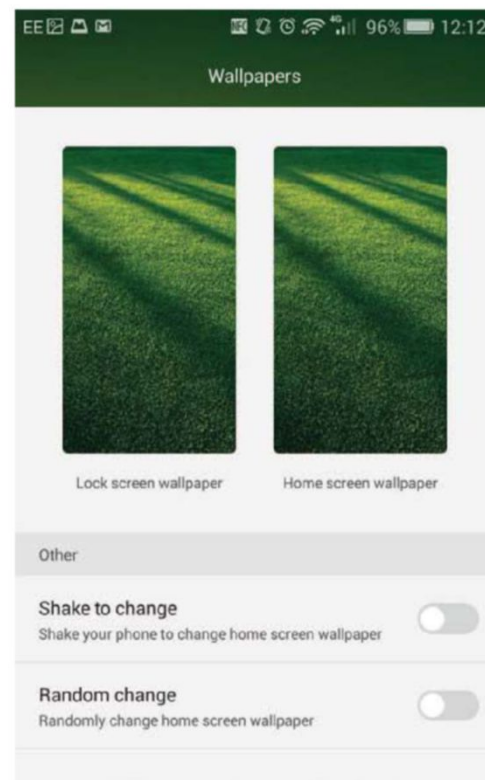 EE 4G 96% 12:12
Wallpapers
Lock screen wallpaper Home screen wallpaper
Other
Shake to change
Shake your phone to change home screen wallpaper
Random change
Randomly change home screen wallpaper